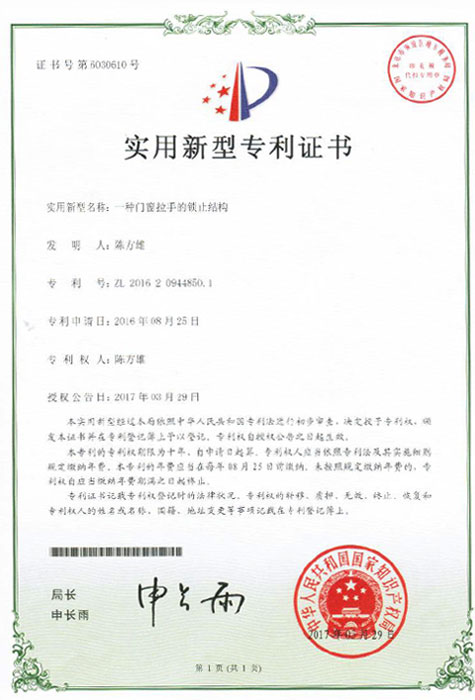 证书号第6030610号
实用新型专利证书
实用新型名称：一种门窗拉手的锁止结构
发 明 人：陈方雄
专 利 号：ZL 2016 2 0944850.1
专利申请日：2016年08月25日
专利权人：陈方雄
授权公告日：2017年03月29日
本实用新型经过本局依照中华人民共和国专利法进行初步审查，决定授予专利权，颁
发本证书并在专利登记簿上予以登记。专利权自授权公告之日起生效。
本专利的专利权期限为十年，自申请日起算。专利权人应当依照专利法及其实施细则
规定缴纳年费。本专利的年费应当在每年08月25日前缴纳。未按照规定缴纳年费的，专
利权自应当缴纳年费期满之日起终止。
专利证书记载专利权登记时的法律状况。专利权的转移、质押、无效、终止、恢复和
专利权人的姓名或名称、国籍、地址变更等事项记载在专利登记簿上。
局长
申长雨
申长雨
中华人民共和国国家知识产权局
2017年03月29日
第1页(共1页)